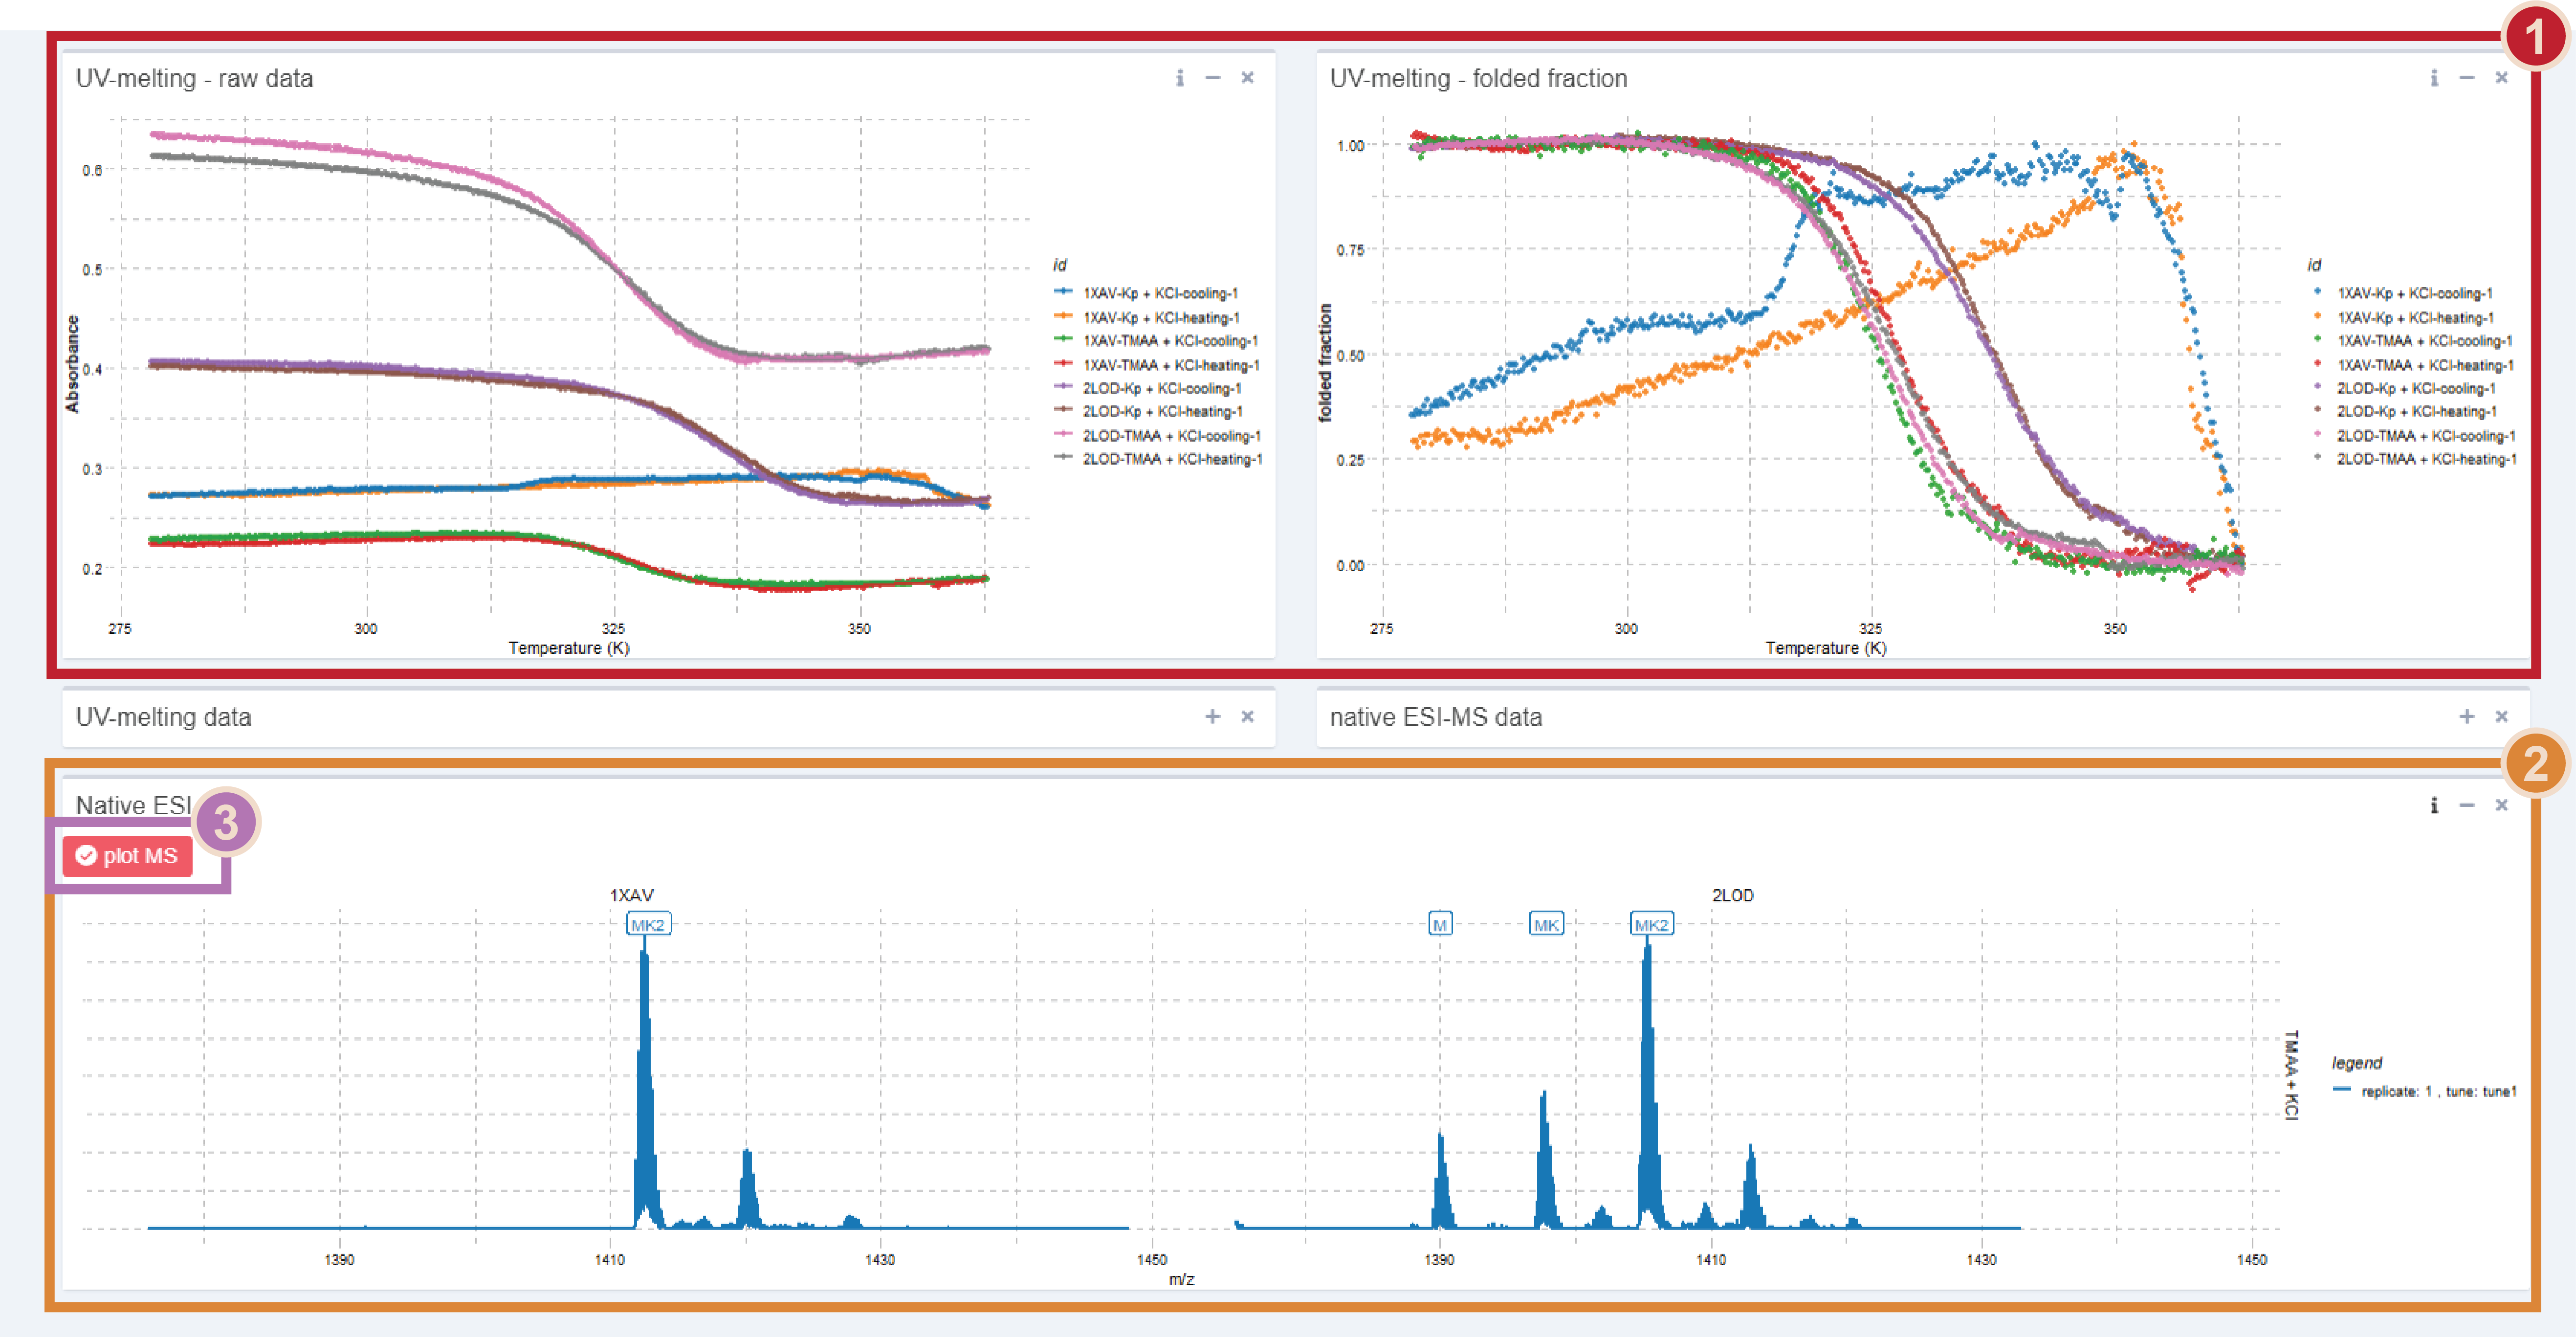 1
UV-melting - raw data
0.6
0.5
0.4
0.3
0.2
Absorbance
275
300
325
350
Temperature (K)
id
1XAV-Kp + KCl-cooling-1
1XAV-Kp + KCl-heating-1
1XAV-TMAA + KCl-cooling-1
1XAV-TMAA + KCl-heating-1
2LOD-Kp + KCl-cooling-1
2LOD-Kp + KCl-heating-1
2LOD-TMAA + KCl-cooling-1
2LOD-TMAA + KCl-heating-1
UV-melting - folded fraction
1.00
0.75
0.50
0.25
0.00
folded fraction
275
300
325
350
Temperature (K)
id
1XAV-Kp + KCl-cooling-1
1XAV-Kp + KCl-heating-1
1XAV-TMAA + KCl-cooling-1
1XAV-TMAA + KCl-heating-1
2LOD-Kp + KCl-cooling-1
2LOD-Kp + KCl-heating-1
2LOD-TMAA + KCl-cooling-1
2LOD-TMAA + KCl-heating-1
UV-melting data
native ESI-MS data
2
Native ESI
3
plot MS
1XAV
2LOD
MK2
M
MK
MK2
TMAA + KCl
legend
replicate: 1 , tune: tune1
1390
1410
1430
1450
1390
1410
1430
1450
m/z